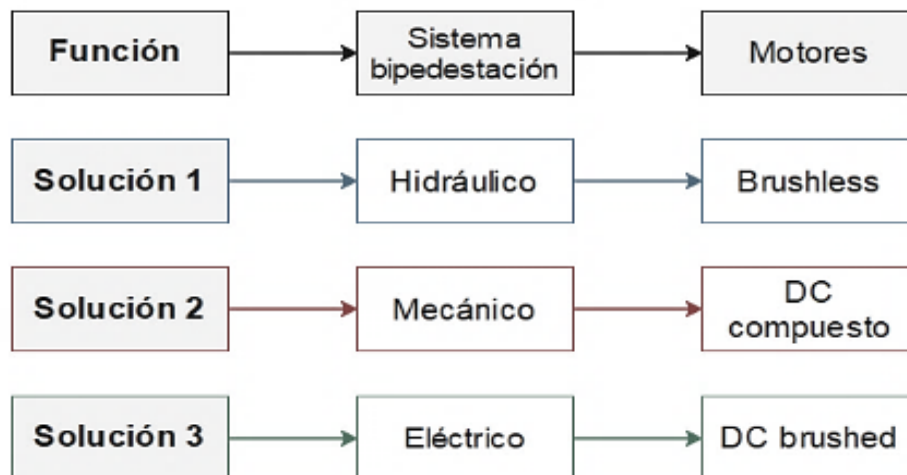 Función
Sistema
bipedestación
Motores
Solución 1
Hidráulico
Brushless
Solución 2
Mecánico
DC
compuesto
Solución 3
Eléctrico
DC brushed